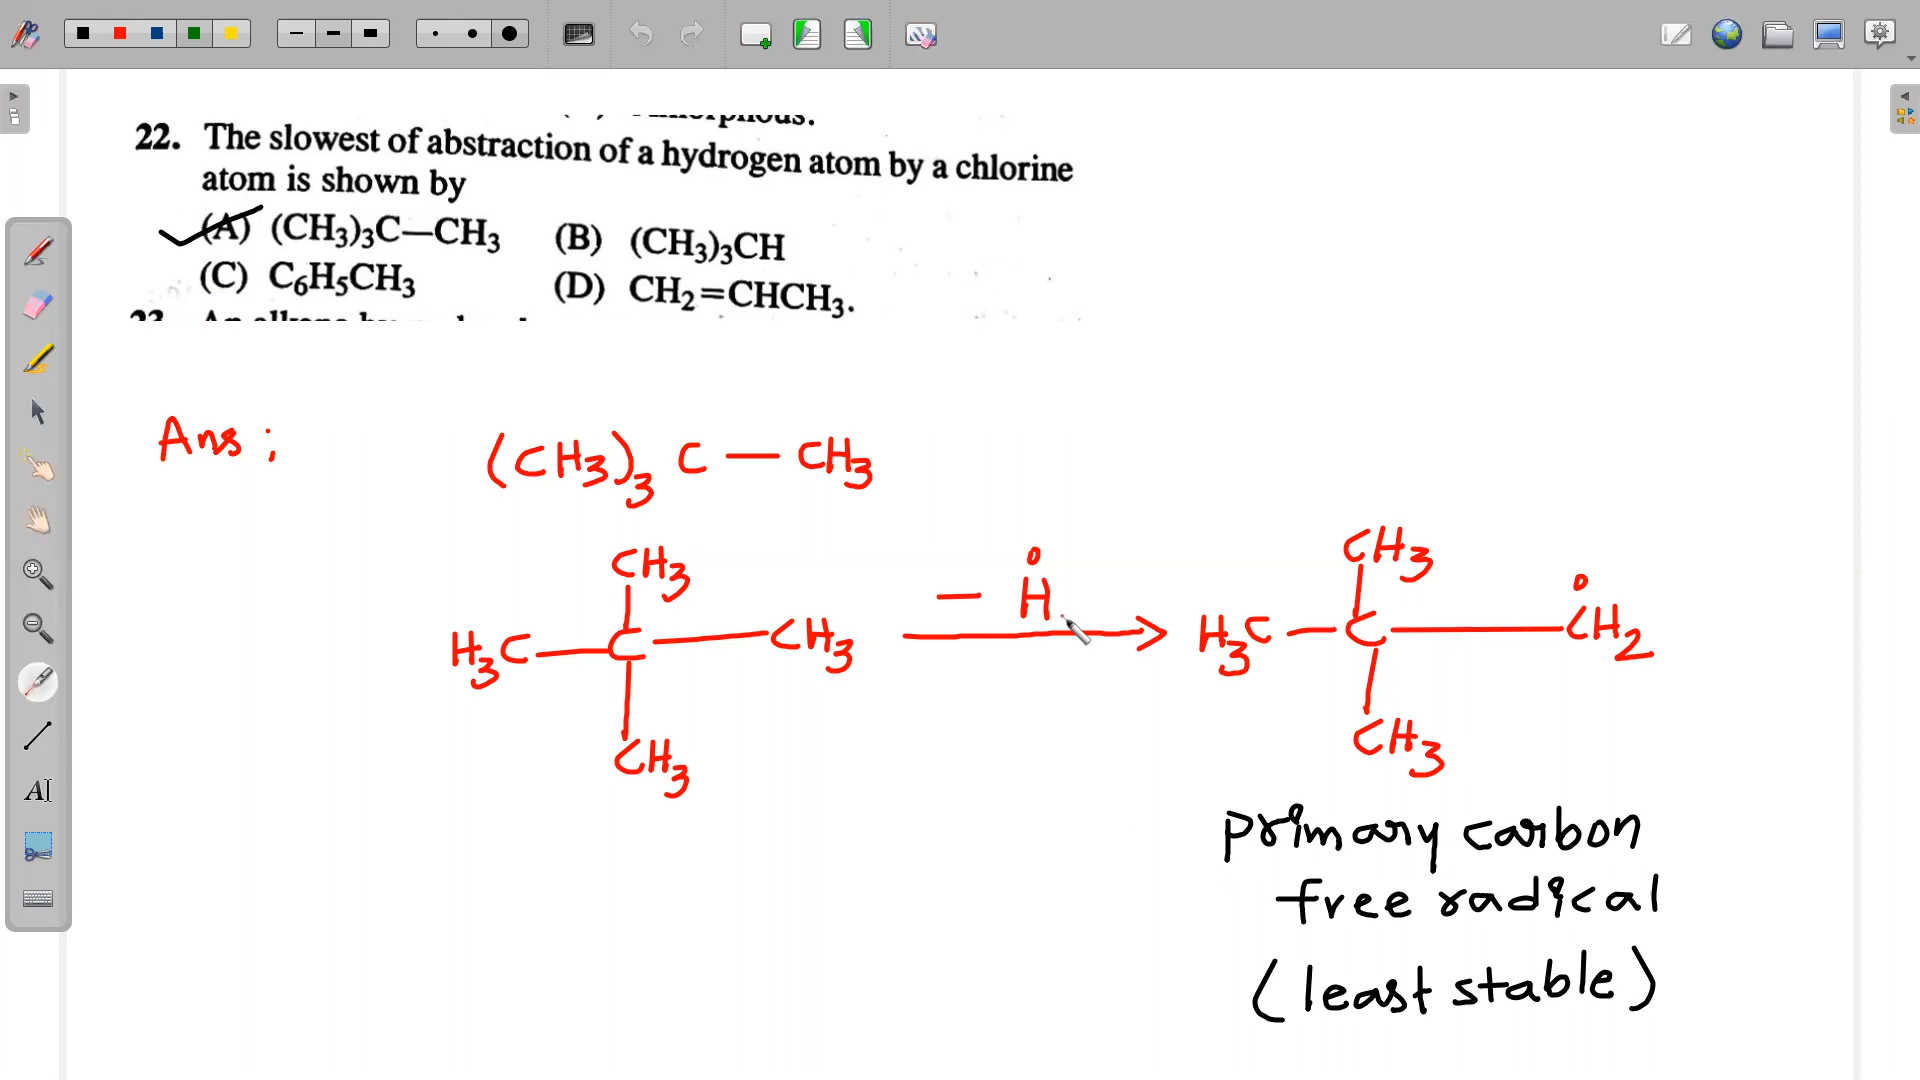 22. The slowest of abstraction of a hydrogen atom by a chlorine
atom is shown by
(A) (CH₃)₃C—CH₃ (B) (CH₃)₃CH
(C) C₆H₅CH₃ (D) CH₂=CHCH₃.
Ans :
(CH₃)₃ C — CH₃
CH₃
H₃C — C — CH₃
CH₃
— H
CH₃
H₃C — C — CH₂
CH₃
primary carbon
free radical
(least stable)